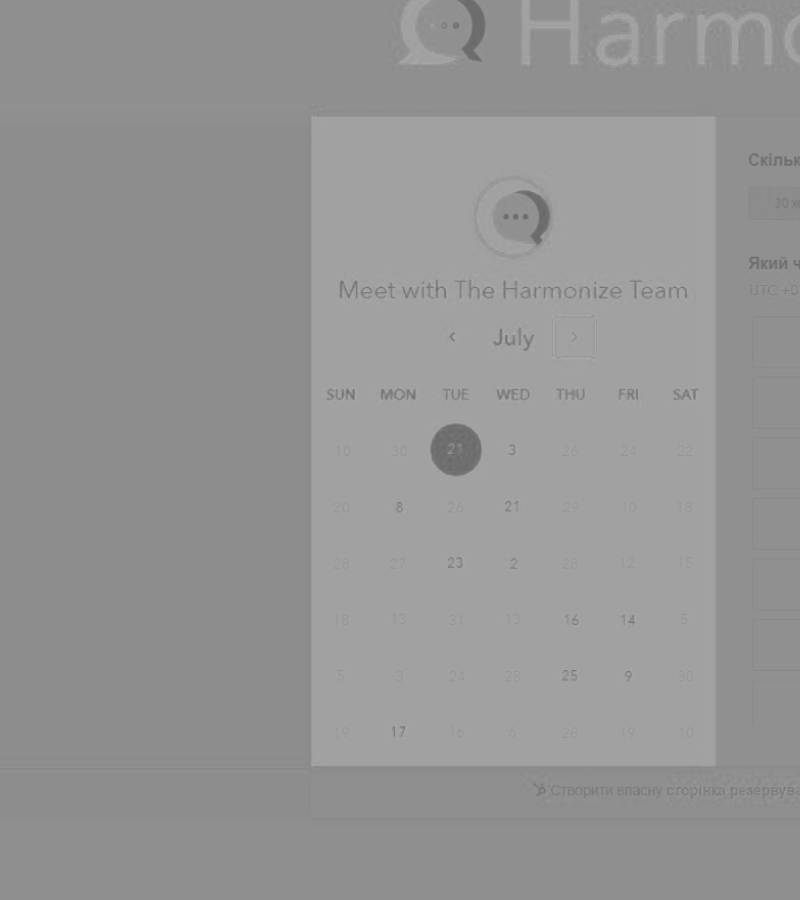 Harmo
Meet with The Harmonize Team
‹ July ›
SUN MON TUE WED THU FRI SAT
10 30 21 3 26 24 22
20 8 26 21 29 10 18
28 27 23 2 28 12 15
13 31 13 16 14 5
5 3 24 28 25 9 30
19 17 16 6 28 19 10
Скільк
30 х
Який ч
UTC +0
Створити власну сторінка резервува